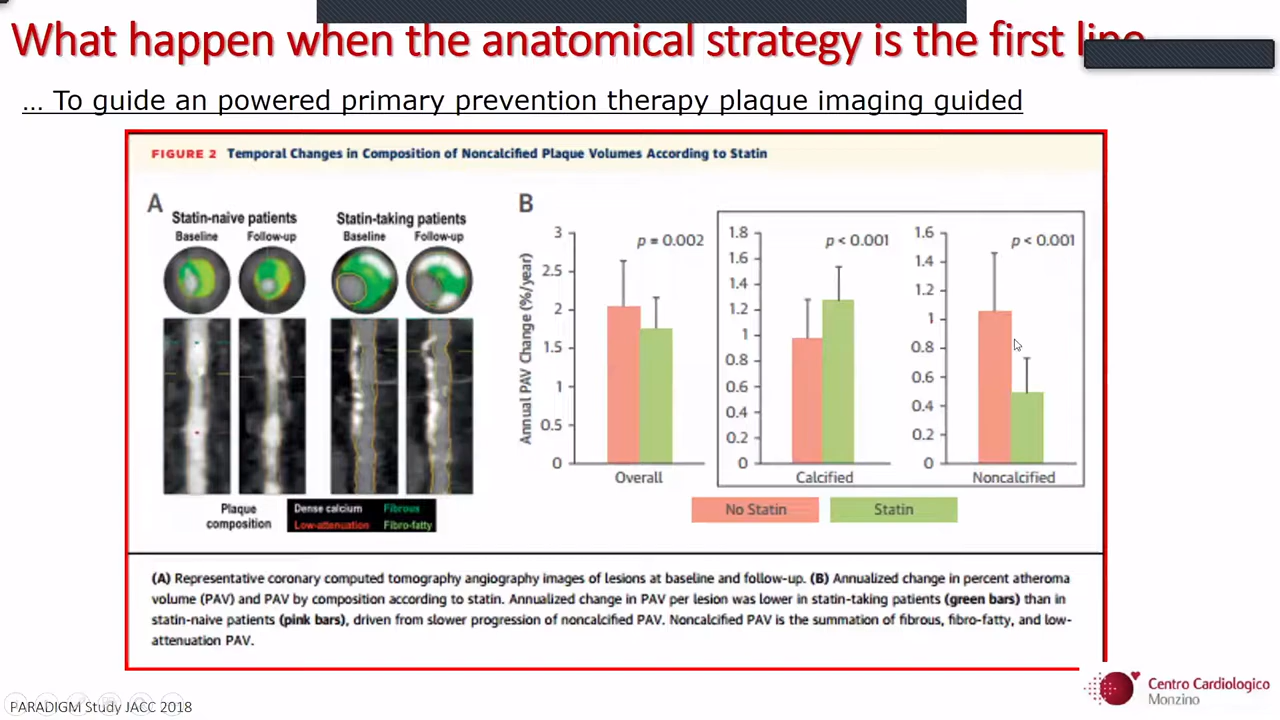 What happen when the anatomical strategy is the first line
... To guide an powered primary prevention therapy plaque imaging guided
FIGURE 2 Temporal Changes in Composition of Noncalcified Plaque Volumes According to Statin
A
Statin-naive patients
Statin-taking patients
Baseline
Follow-up
Baseline
Follow-up
Plaque
composition
Dense calcium
Fibrous
Low-attenuation
Fibro-fatty
B
Annual PAV Change (%/year)
3
2.5
2
1.5
1
0.5
0
p = 0.002
Overall
1.8
1.6
1.4
1.2
1
0.8
0.6
0.4
0.2
0
p < 0.001
Calcified
1.6
1.4
1.2
1
0.8
0.6
0.4
0.2
0
p < 0.001
Noncalcified
No Statin
Statin
(A) Representative coronary computed tomography angiography images of lesions at baseline and follow-up. (B) Annualized change in percent atheroma
volume (PAV) and PAV by composition according to statin. Annualized change in PAV per lesion was lower in statin-taking patients (green bars) than in
statin-naive patients (pink bars), driven from slower progression of noncalcified PAV. Noncalcified PAV is the summation of fibrous, fibro-fatty, and low-
attenuation PAV.
PARADIGM Study JACC 2018
Centro Cardiologico
Monzino